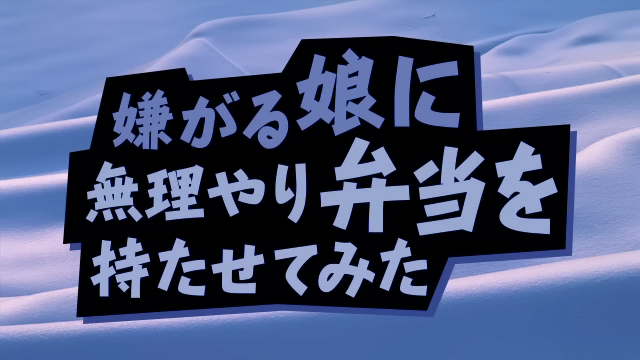 嫌がる娘に
無理やり弁当を
持たせてみた